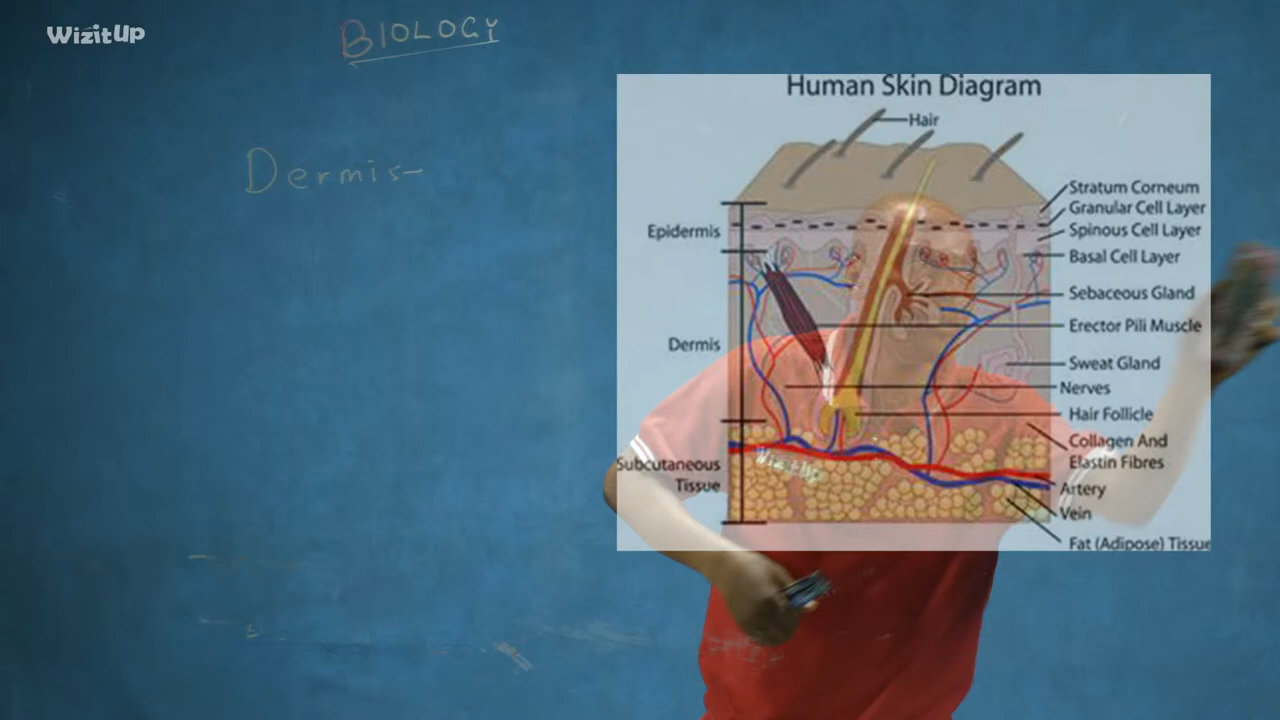 WizitUp
BIOLOGY
Dermis-
Human Skin Diagram
Hair
Stratum Corneum
Granular Cell Layer
Spinous Cell Layer
Basal Cell Layer
Sebaceous Gland
Erector Pili Muscle
Sweat Gland
Nerves
Hair Follicle
Collagen And
Elastin Fibres
Artery
Vein
Fat (Adipose) Tissue
Epidermis
Dermis
Subcutaneous
Tissue
WizitUp